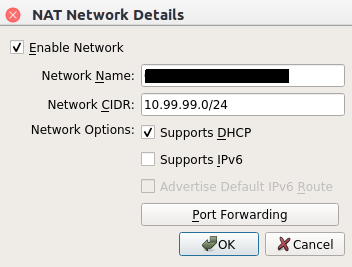 NAT Network Details
Enable Network
Network Name:
Network CIDR: 10.99.99.0/24
Network Options: Supports DHCP
Supports IPv6
Advertise Default IPv6 Route
Port Forwarding
OK Cancel